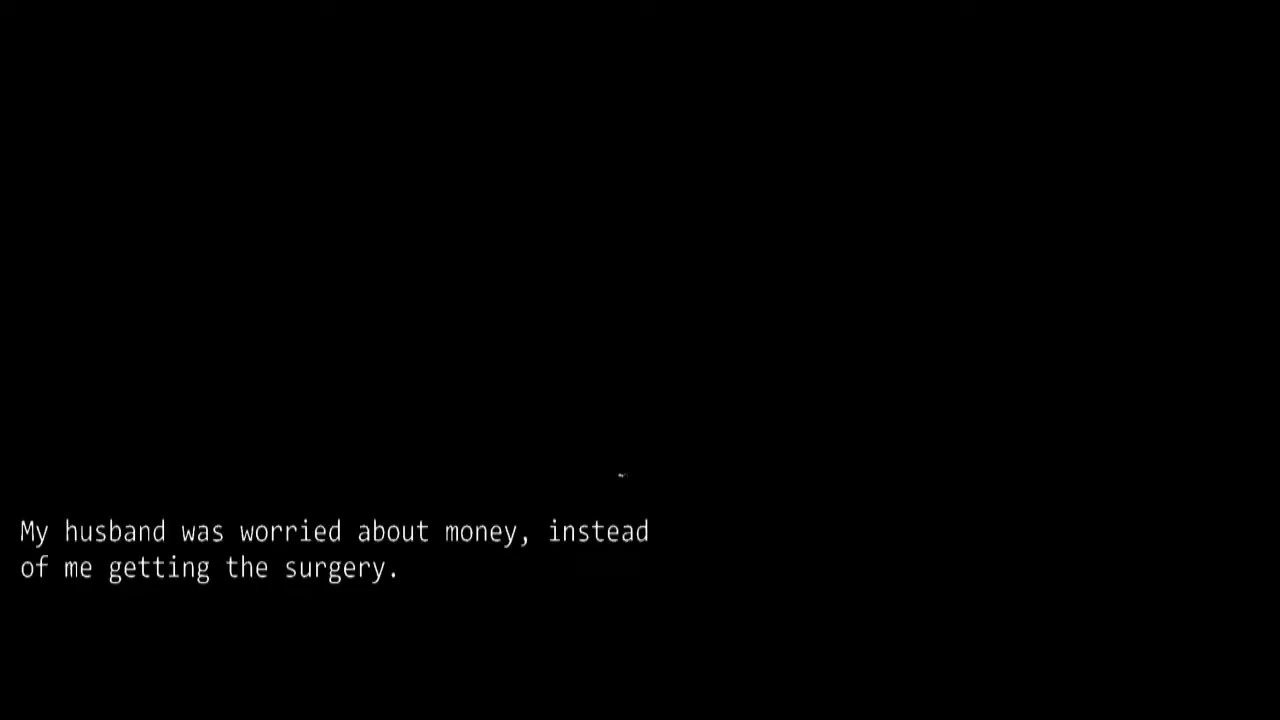 My husband was worried about money, instead
of me getting the surgery.